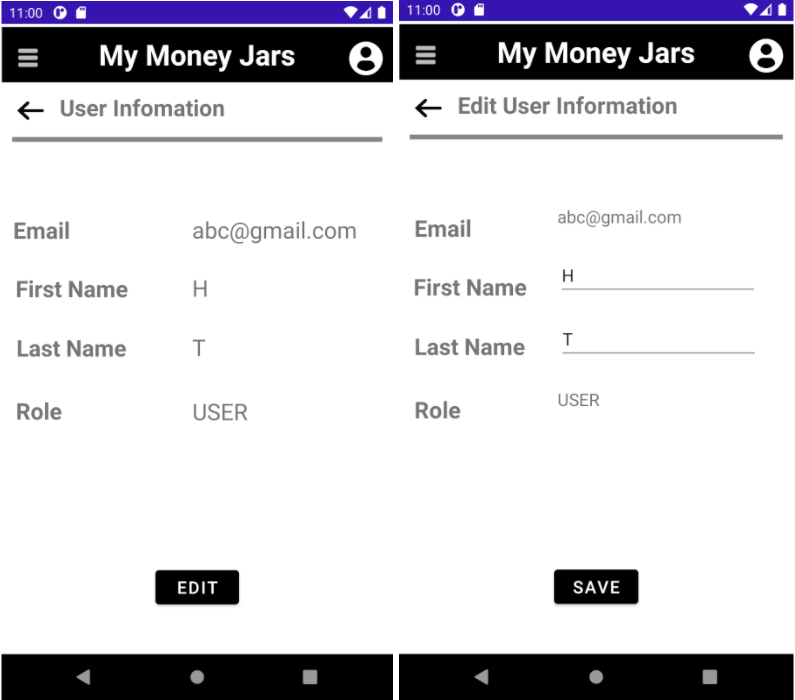 11:00
My Money Jars
User Infomation
Email abc@gmail.com
First Name H
Last Name T
Role USER
EDIT
11:00
My Money Jars
Edit User Information
Email abc@gmail.com
First Name H
Last Name T
Role USER
SAVE